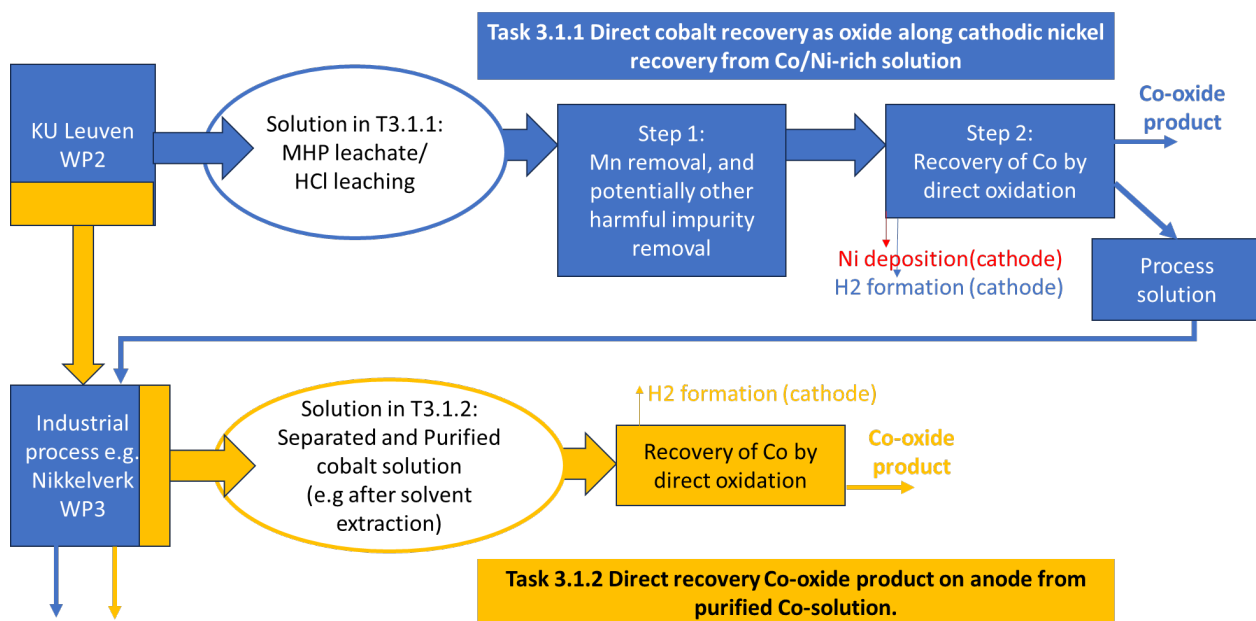 Task 3.1.1 Direct cobalt recovery as oxide along cathodic nickel
recovery from Co/Ni-rich solution
KU Leuven
WP2
Solution in T3.1.1:
MHP leachate/
HCl leaching
Step 1:
Mn removal, and
potentially other
harmful impurity
removal
Step 2:
Recovery of Co by
direct oxidation
Co-oxide
product
Ni deposition(cathode)
H2 formation (cathode)
Process
solution
Industrial
process e.g.
Nikkelverk
WP3
Solution in T3.1.2:
Separated and Purified
cobalt solution
(e.g after solvent
extraction)
H2 formation (cathode)
Recovery of Co by
direct oxidation
Co-oxide
product
Task 3.1.2 Direct recovery Co-oxide product on anode from
purified Co-solution.